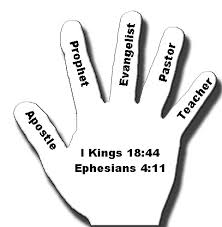 Apostle
Prophet
Evangelist
Pastor
Teacher
I Kings 18:44
Ephesians 4:11